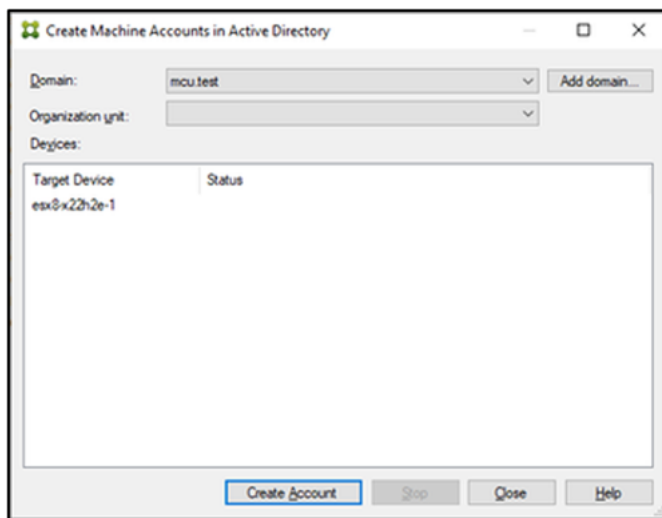 Create Machine Accounts in Active Directory
Domain: mcu.test Add domain...
Organization unit:
Devices:
Target Device Status
esx8-x22h2e-1
Create Account Stop Close Help